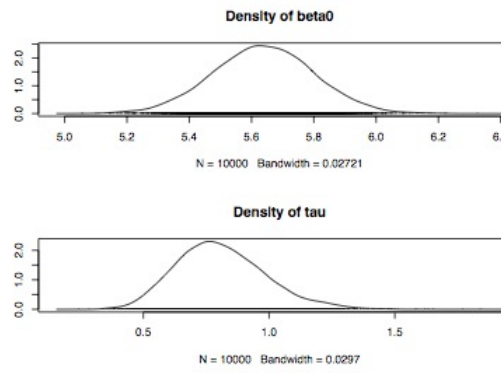 Density of beta0
0.0 1.0 2.0
5.0 5.2 5.4 5.6 5.8 6.0 6.2
N = 10000 Bandwidth = 0.02721
Density of tau
0.0 1.0 2.0
0.5 1.0 1.5
N = 10000 Bandwidth = 0.0297